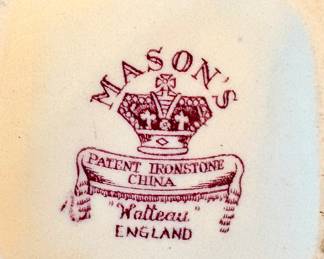 MASON'S
PATENT IRONSTONE
CHINA
"Watteau"
ENGLAND